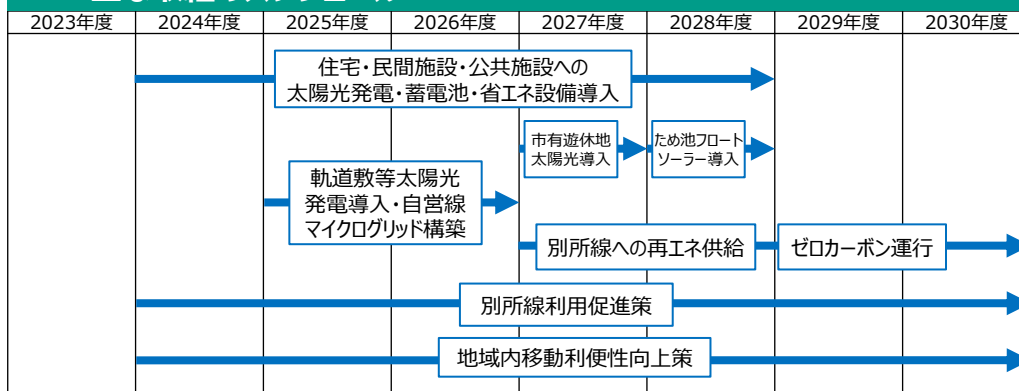 2023年度 2024年度 2025年度 2026年度 2027年度 2028年度 2029年度 2030年度
住宅・民間施設・公共施設への
太陽光発電・蓄電池・省エネ設備導入
市有遊休地
太陽光導入
ため池フロート
ソーラー導入
軌道敷等太陽光
発電導入・自営線
マイクログリッド構築
別所線への再エネ供給
ゼロカーボン運行
別所線利用促進策
地域内移動利便性向上策